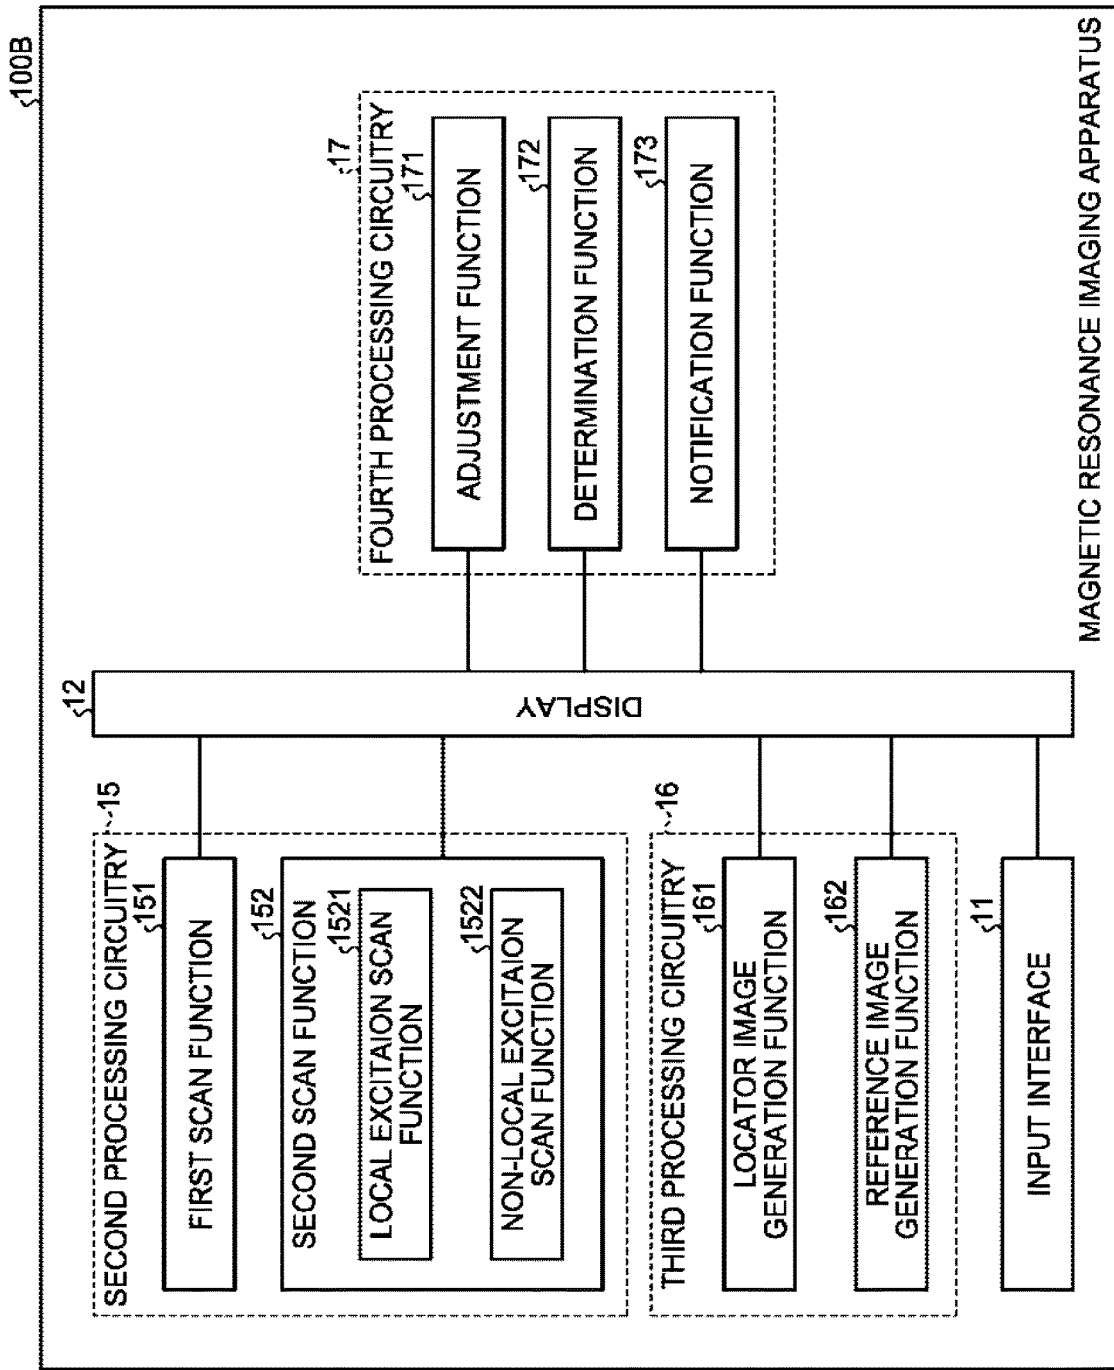 100B
SECOND PROCESSING CIRCUITRY
15
151
FIRST SCAN FUNCTION
152
SECOND SCAN FUNCTION
1521
LOCAL EXCITAION SCAN
FUNCTION
1522
NON-LOCAL EXCITAION
SCAN FUNCTION
THIRD PROCESSING CIRCUITRY
16
161
LOCATOR IMAGE
GENERATION FUNCTION
162
REFERENCE IMAGE
GENERATION FUNCTION
11
INPUT INTERFACE
12
DISPLAY
17
FOURTH PROCESSING CIRCUITRY
171
ADJUSTMENT FUNCTION
172
DETERMINATION FUNCTION
173
NOTIFICATION FUNCTION
MAGNETIC RESONANCE IMAGING APPARATUS